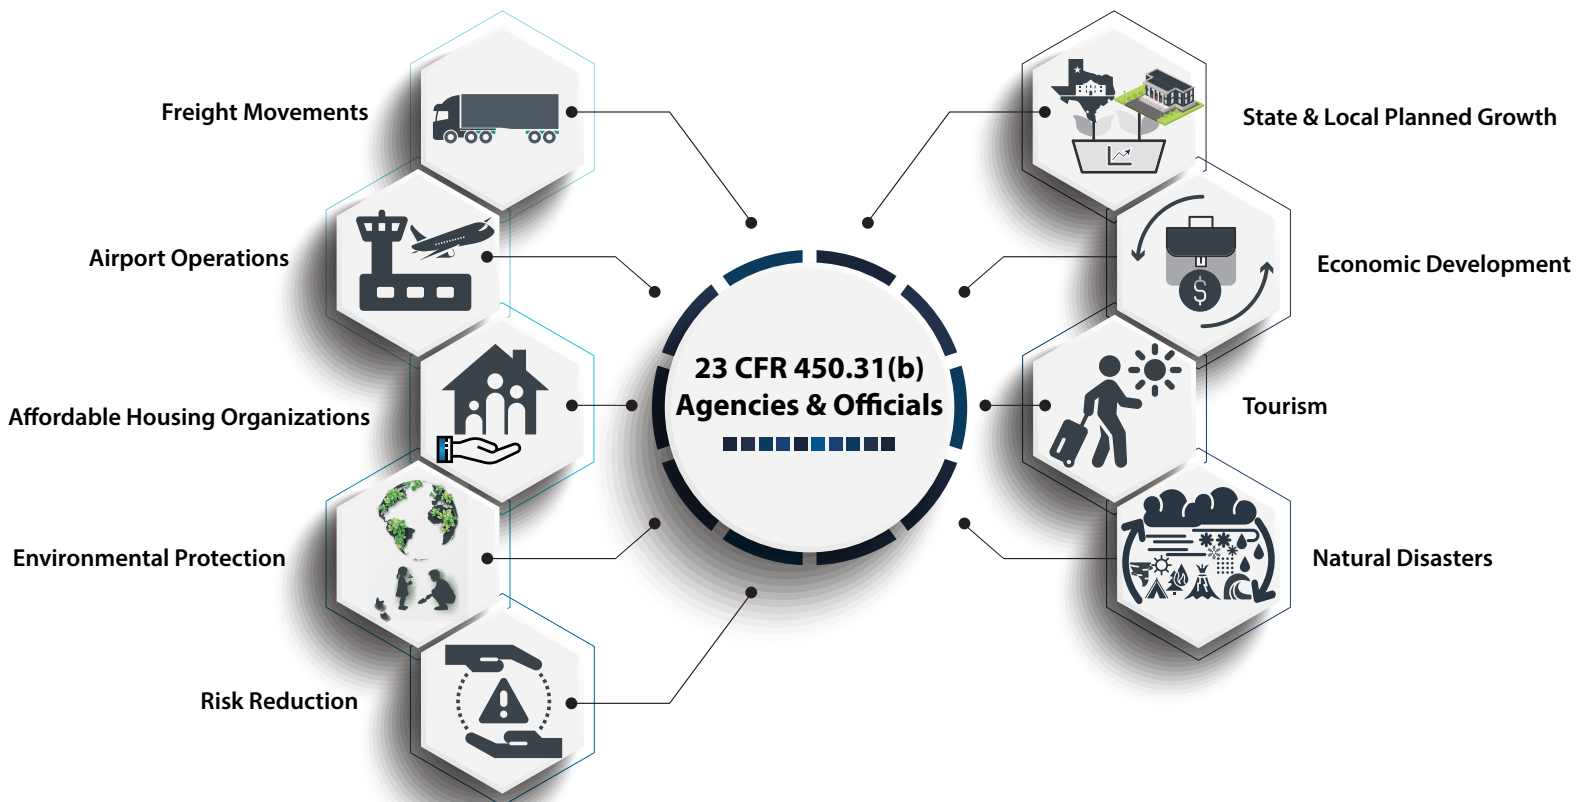 Freight Movements
Airport Operations
Affordable Housing Organizations
Environmental Protection
Risk Reduction
23 CFR 450.31(b)
Agencies & Officials
State & Local Planned Growth
Economic Development
$
Tourism
Natural Disasters